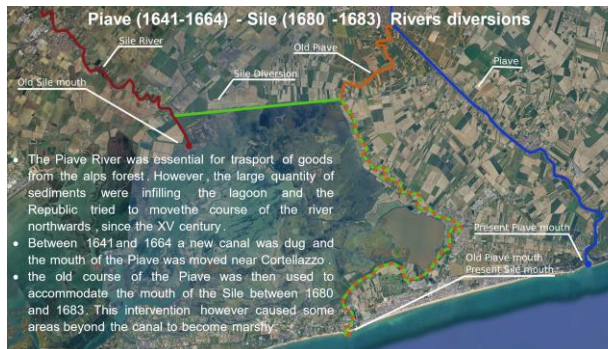 Piave (1641-1664) - Sile (1680 -1683) Rivers diversions
Sile River
Old Piave
Piave
Sile Diversion
Old Sile mouth
• The Piave River was essential for trasport of goods
from the alps forest. However, the large quantity of
sediments were infilling the lagoon and the
Republic tried to movethe course of the river
northwards , since the XV century.
• Between 1641and 1664 a new canal was dug and
the mouth of the Piave was moved near Cortellazzo .
• the old course of the Piave was then used to
accommodate the mouth of the Sile between 1680
and 1683. This intervention however caused some
areas beyond the canal to become marshy.
Present Piave mouth
Old Piave mouth
Present Sile mouth